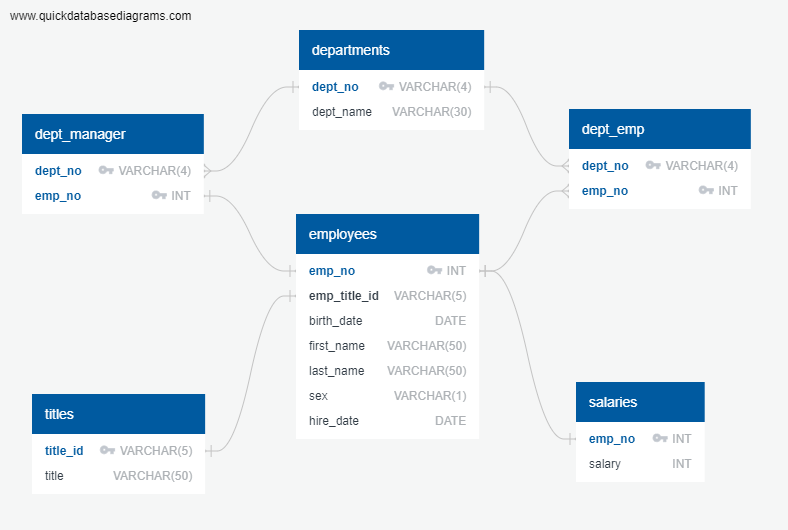 www.quickdatabasediagrams.com
departments
dept_no VARCHAR(4)
dept_name VARCHAR(30)
dept_manager
dept_no VARCHAR(4)
emp_no INT
dept_emp
dept_no VARCHAR(4)
emp_no INT
employees
emp_no INT
emp_title_id VARCHAR(5)
birth_date DATE
first_name VARCHAR(50)
last_name VARCHAR(50)
sex VARCHAR(1)
hire_date DATE
titles
title_id VARCHAR(5)
title VARCHAR(50)
salaries
emp_no INT
salary INT